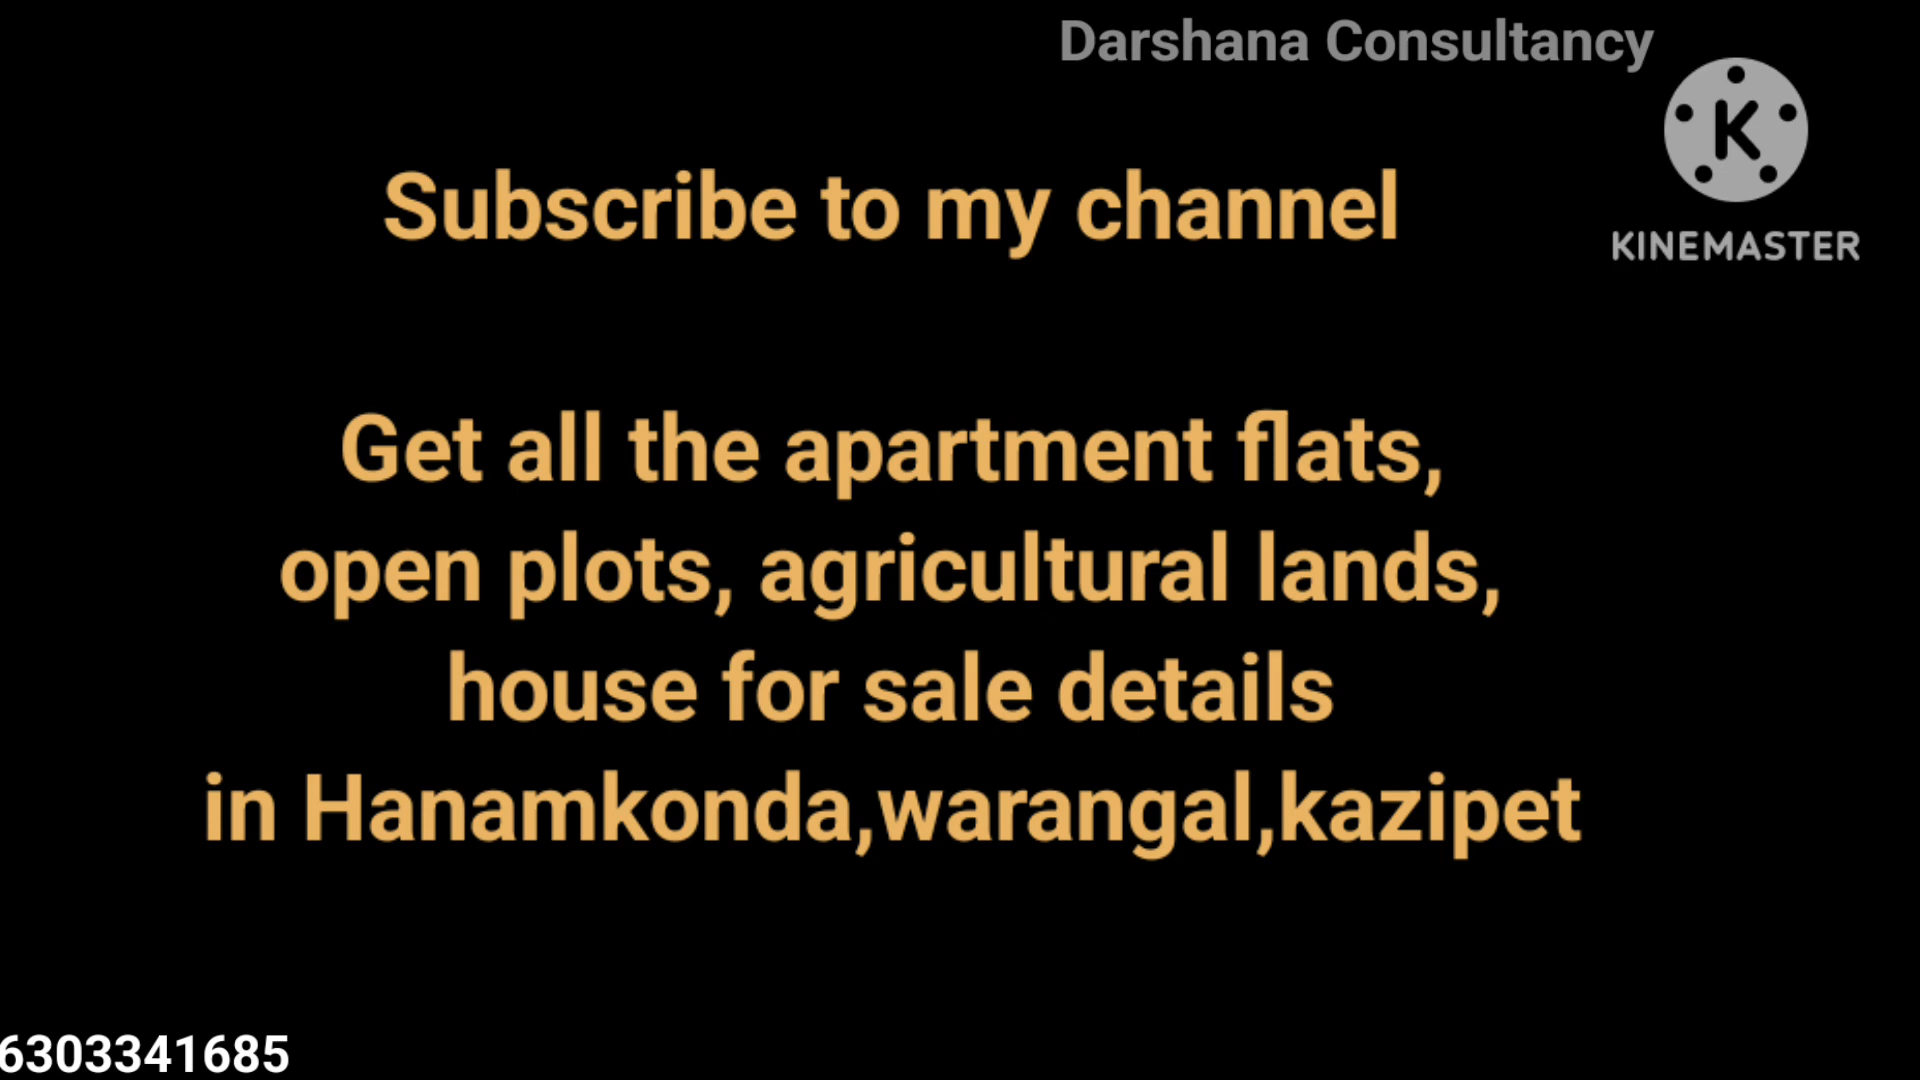 Darshana Consultancy
K
KINEMASTER
Subscribe to my channel
Get all the apartment flats,
open plots, agricultural lands,
house for sale details
in Hanamkonda,warangal,kazipet
6303341685